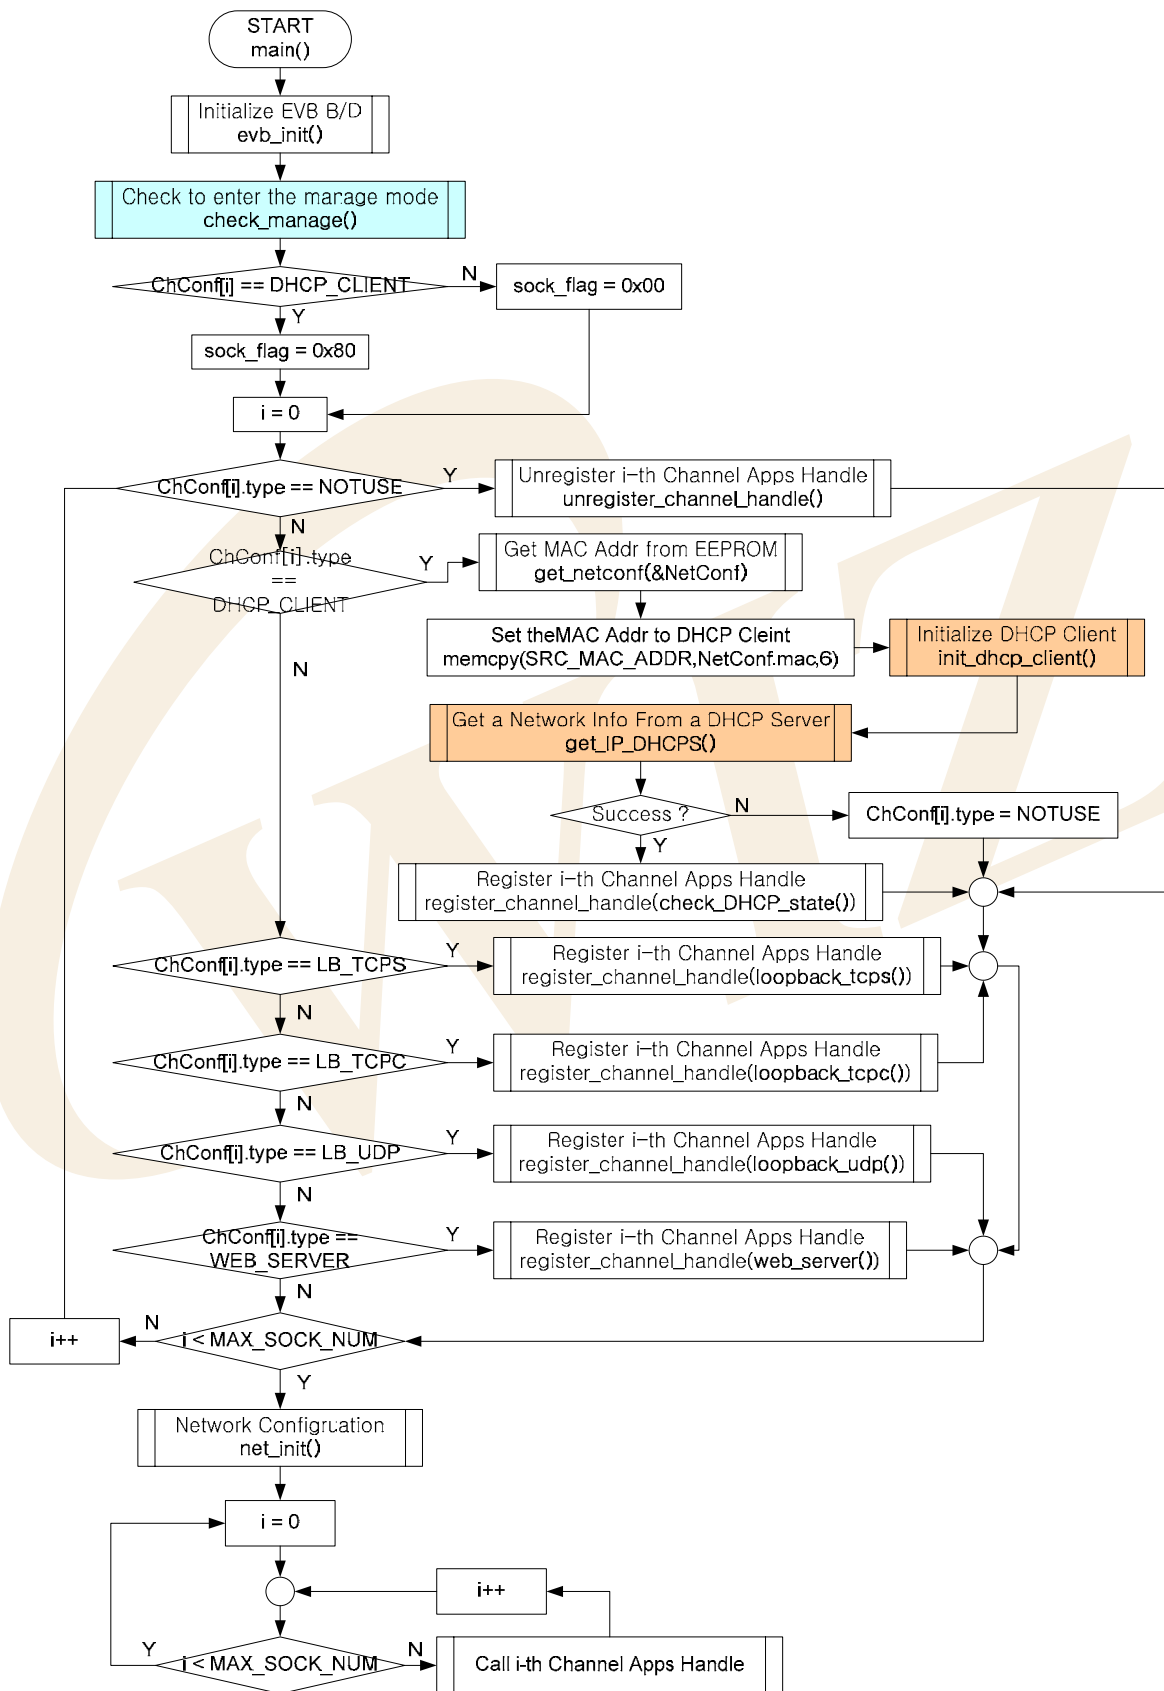 START
main()
Initialize EVB B/D
evb_init()
Check to enter the manage mode
check_manage()
ChConf[i] == DHCP_CLIENT
N
sock_flag = 0x00
Y
sock_flag = 0x80
i = 0
ChConf[i].type == NOTUSE
Y
Unregister i-th Channel Apps Handle
unregister_channel_handle()
N
ChConf[i].type
==
DHCP_CLIENT
Y
Get MAC Addr from EEPROM
get_netconf(&NetConf)
Set theMAC Addr to DHCP Cleint
memcpy(SRC_MAC_ADDR,NetConf.mac,6)
Initialize DHCP Client
init_dhcp_client()
N
Get a Network Info From a DHCP Server
get_IP_DHCPS()
Success ?
N
ChConf[i].type = NOTUSE
Y
Register i-th Channel Apps Handle
register_channel_handle(check_DHCP_state())
ChConf[i].type == LB_TCPS
Y
Register i-th Channel Apps Handle
register_channel_handle(loopback_tcps())
N
ChConf[i].type == LB_TCPC
Y
Register i-th Channel Apps Handle
register_channel_handle(loopback_tcpc())
N
ChConf[i].type == LB_UDP
Y
Register i-th Channel Apps Handle
register_channel_handle(loopback_udp())
N
ChConf[i].type ==
WEB_SERVER
Y
Register i-th Channel Apps Handle
register_channel_handle(web_server())
N
i < MAX_SOCK_NUM
N
i++
Y
Network Configruation
net_init()
i = 0
i++
i < MAX_SOCK_NUM
Y
N
Call i-th Channel Apps Handle
WIZ